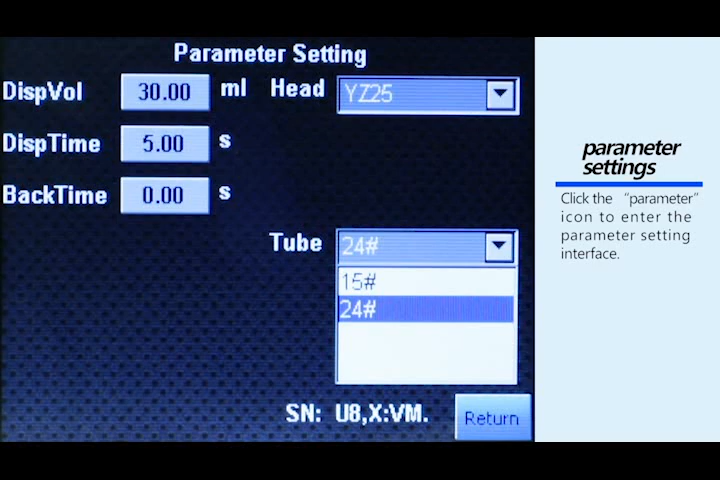 Parameter Setting
DispVol 30.00 ml Head YZ25
DispTime 5.00 s
BackTime 0.00 s
Tube 24#
15#
24#
SN: U8,X:VM.
Return
parameter
settings
Click the “parameter”
icon to enter the
parameter setting
interface.